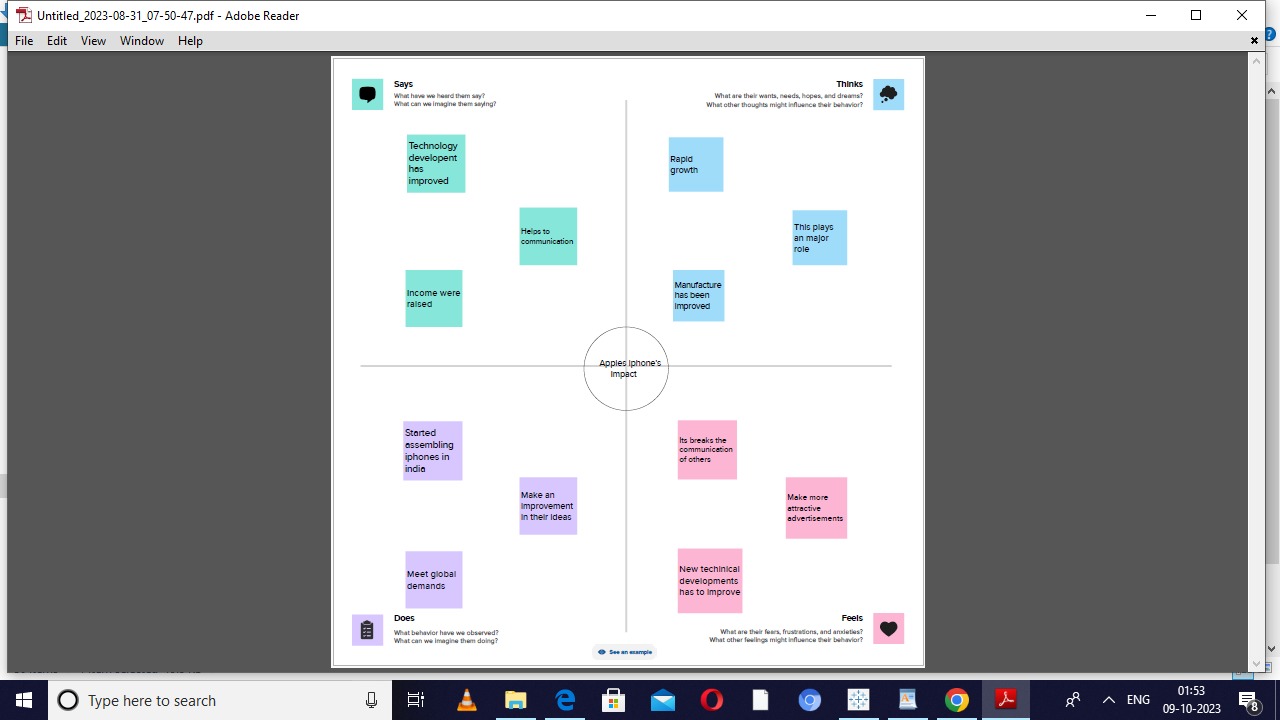 Untitled_2023-08-31_07-50-47.pdf - Adobe Reader
File Edit View Window Help
Says
What have we heard them say?
What can we imagine them saying?
Thinks
What are their wants, needs, hopes, and dreams?
What other thoughts might influence their behavior?
Technology
developent
has
improved
Helps to
communication
Income were
raised
Rapid
growth
This plays
an major
role
Manufacture
has been
improved
Apples iphone's
impact
Started
assembling
iphones in
india
Make an
improvement
in their ideas
Meet global
demands
Its breaks the
communication
of others
Make more
attractive
advertisements
New techinical
developments
has to improve
Does
What behavior have we observed?
What can we imagine them doing?
Feels
What are their fears, frustrations, and anxieties?
What other feelings might influence their behavior?
See an example
Type here to search
ENG
01:53
09-10-2023
8